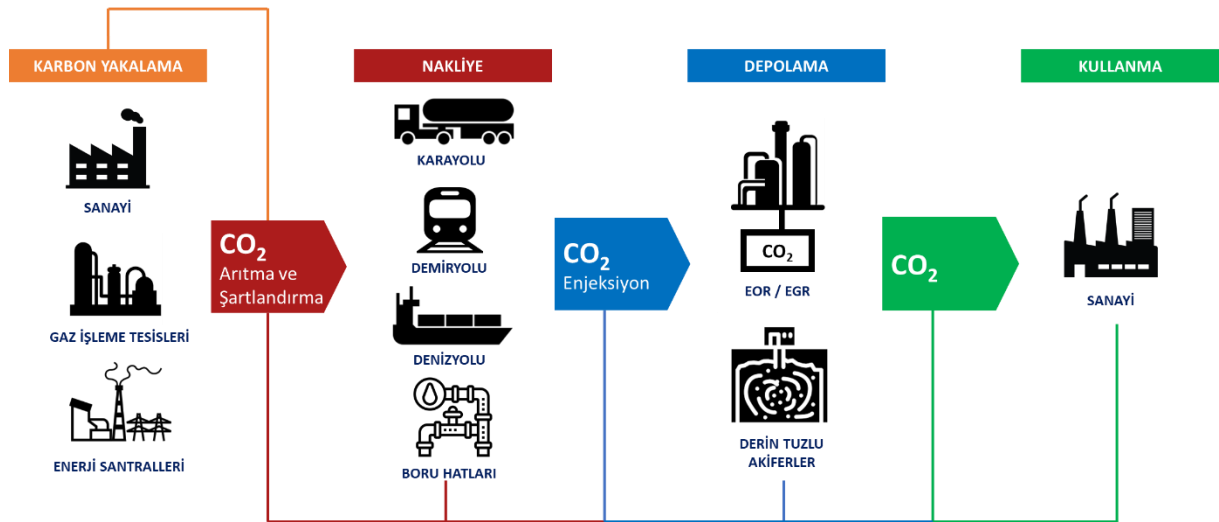 KARBON YAKALAMA
SANAYİ
GAZ İŞLEME TESİSLERİ
ENERJİ SANTRALLERİ
CO₂
Arıtma ve
Şartlandırma
NAKLİYE
KARAYOLU
DEMİRYOLU
DENİZYOLU
BORU HATLARI
CO₂
Enjeksiyon
DEPOLAMA
CO₂
EOR / EGR
DERİN TUZLU
AKİFERLER
CO₂
KULLANMA
SANAYİ